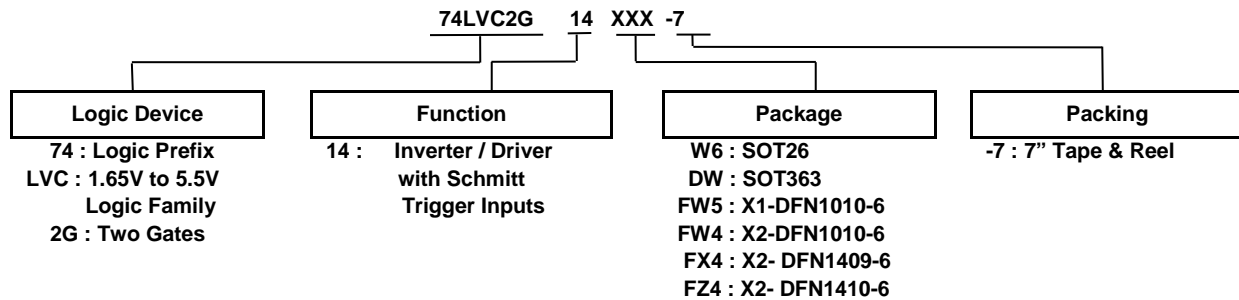 74LVC2G 14 XXX -7
Logic Device
74 : Logic Prefix
LVC : 1.65V to 5.5V
Logic Family
2G : Two Gates
Function
14 : Inverter / Driver
with Schmitt
Trigger Inputs
Package
W6 : SOT26
DW : SOT363
FW5 : X1-DFN1010-6
FW4 : X2-DFN1010-6
FX4 : X2- DFN1409-6
FZ4 : X2- DFN1410-6
Packing
-7 : 7” Tape & Reel